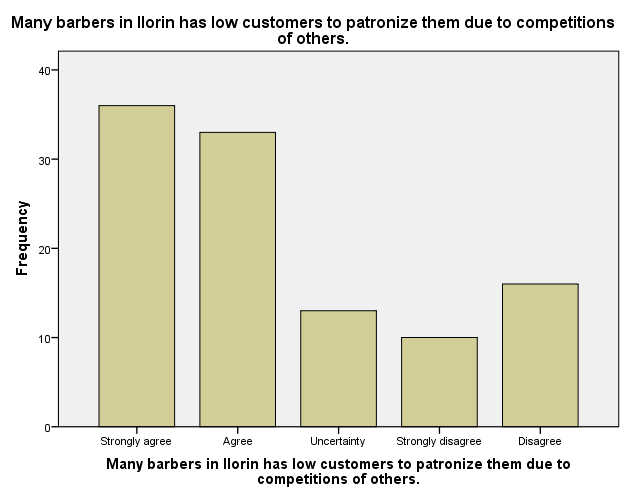 Many barbers in Ilorin has low customers to patronize them due to competitions
of others.
40
30
20
10
0
Frequency
Strongly agree
Agree
Uncertainty
Strongly disagree
Disagree
Many barbers in Ilorin has low customers to patronize them due to
competitions of others.